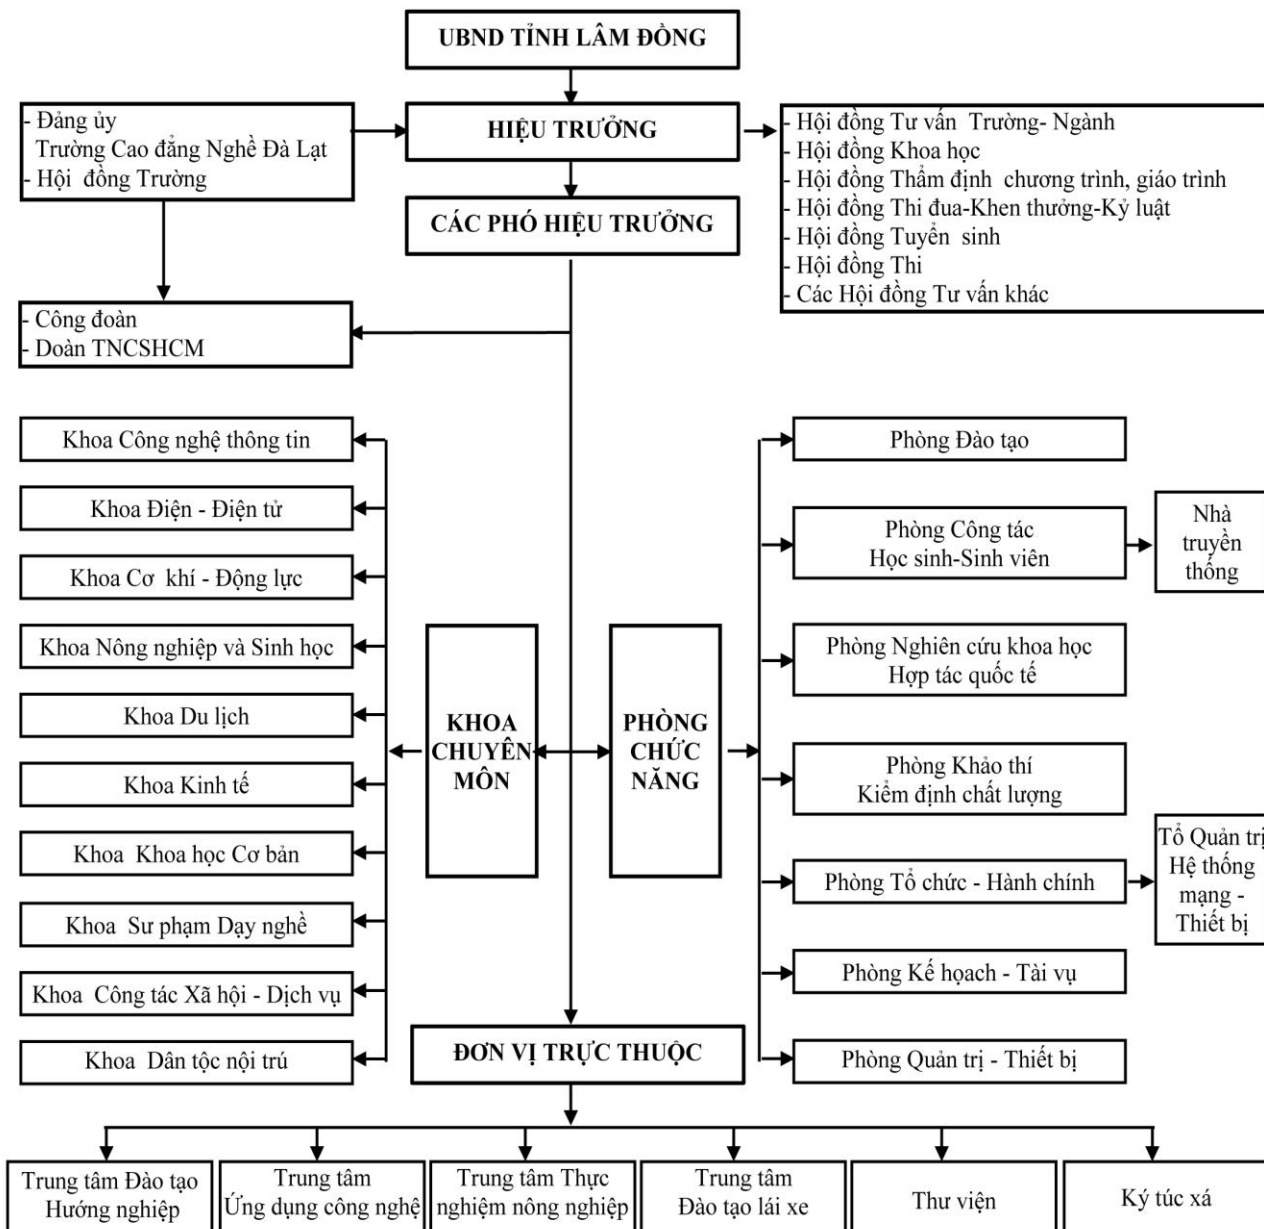 UBND TỈNH LÂM ĐỒNG
- Đảng ủy
Trường Cao đẳng Nghề Đà Lạt
- Hội đồng Trường
HIỆU TRƯỞNG
- Hội đồng Tư vấn Trường- Ngành
- Hội đồng Khoa học
- Hội đồng Thẩm định chương trình, giáo trình
- Hội đồng Thi đua-Khen thưởng-Kỷ luật
- Hội đồng Tuyển sinh
- Hội đồng Thi
- Các Hội đồng Tư vấn khác
CÁC PHÓ HIỆU TRƯỞNG
- Công đoàn
- Doàn TNCSHCM
Khoa Công nghệ thông tin
Khoa Điện - Điện tử
Khoa Cơ khí - Động lực
Khoa Nông nghiệp và Sinh học
Khoa Du lịch
Khoa Kinh tế
Khoa Khoa học Cơ bản
Khoa Sư phạm Dạy nghề
Khoa Công tác Xã hội - Dịch vụ
Khoa Dân tộc nội trú
KHOA
CHUYÊN
MÔN
PHÒNG
CHỨC
NĂNG
Phòng Đào tạo
Phòng Công tác
Học sinh-Sinh viên
Nhà
truyền
thống
Phòng Nghiên cứu khoa học
Hợp tác quốc tế
Phòng Khảo thí
Kiểm định chất lượng
Phòng Tổ chức - Hành chính
Tổ Quản trị
Hệ thống
mạng -
Thiết bị
Phòng Kế hoạch - Tài vụ
Phòng Quản trị - Thiết bị
ĐƠN VỊ TRỰC THUỘC
Trung tâm Đào tạo
Hướng nghiệp
Trung tâm
Ứng dụng công nghệ
Trung tâm Thực
nghiệm nông nghiệp
Trung tâm
Đào tạo lái xe
Thư viện
Ký túc xá